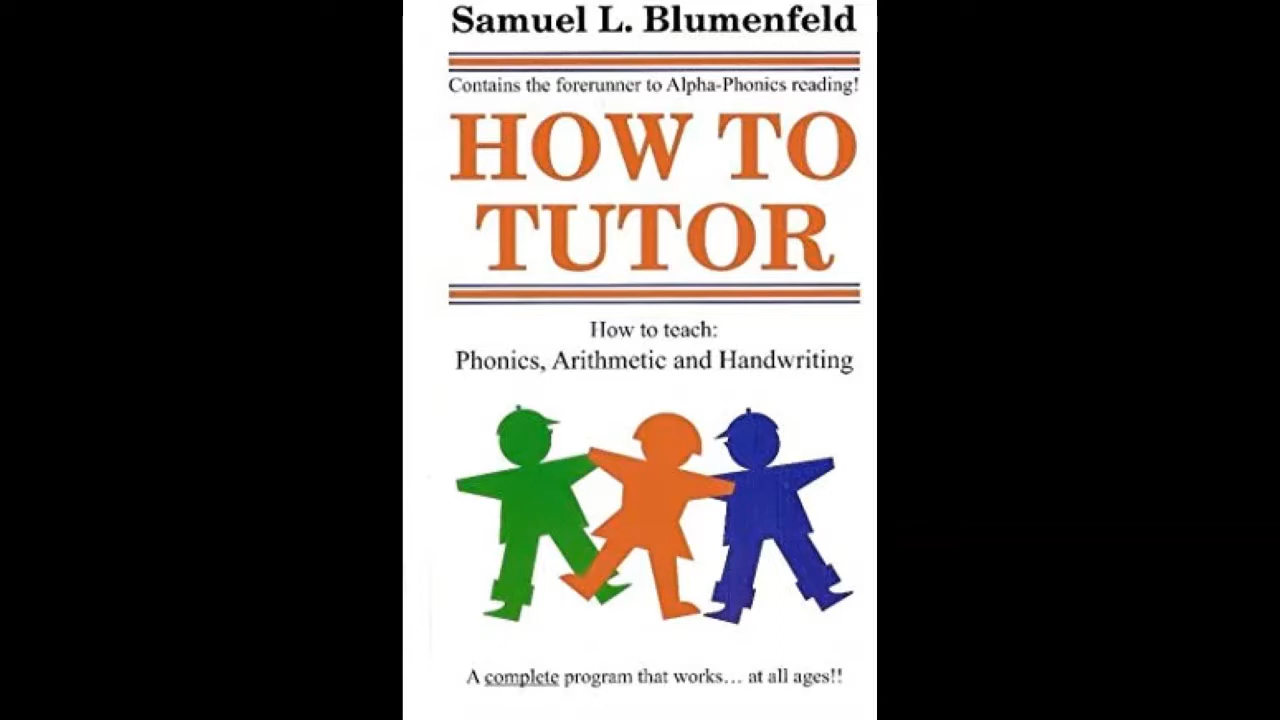 Samuel L. Blumenfeld
Contains the forerunner to Alpha-Phonics reading!
HOW TO
TUTOR
How to teach:
Phonics, Arithmetic and Handwriting
A complete program that works... at all ages!!